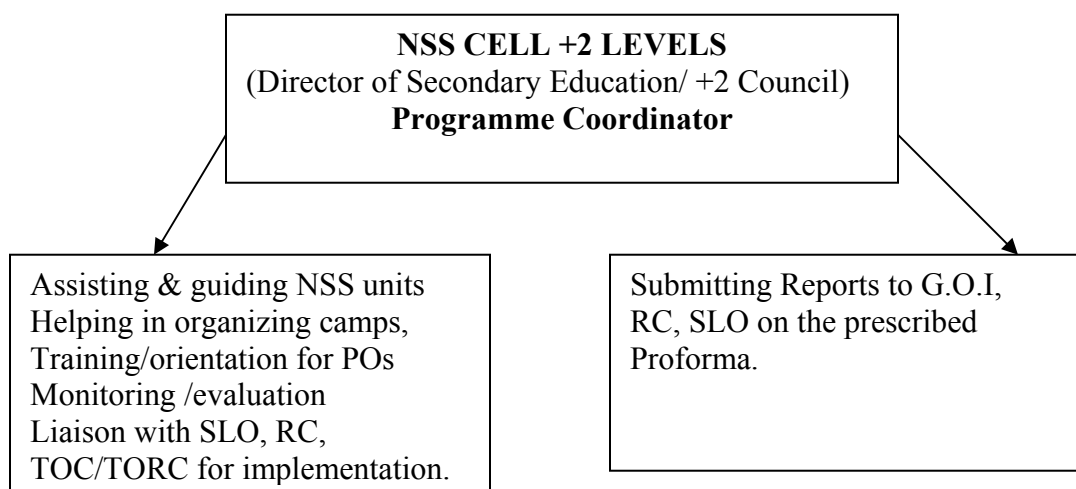 NSS CELL +2 LEVELS
(Director of Secondary Education/ +2 Council)
Programme Coordinator
Assisting & guiding NSS units
Helping in organizing camps,
Training/orientation for POs
Monitoring /evaluation
Liaison with SLO, RC,
TOC/TORC for implementation.
Submitting Reports to G.O.I,
RC, SLO on the prescribed
Proforma.